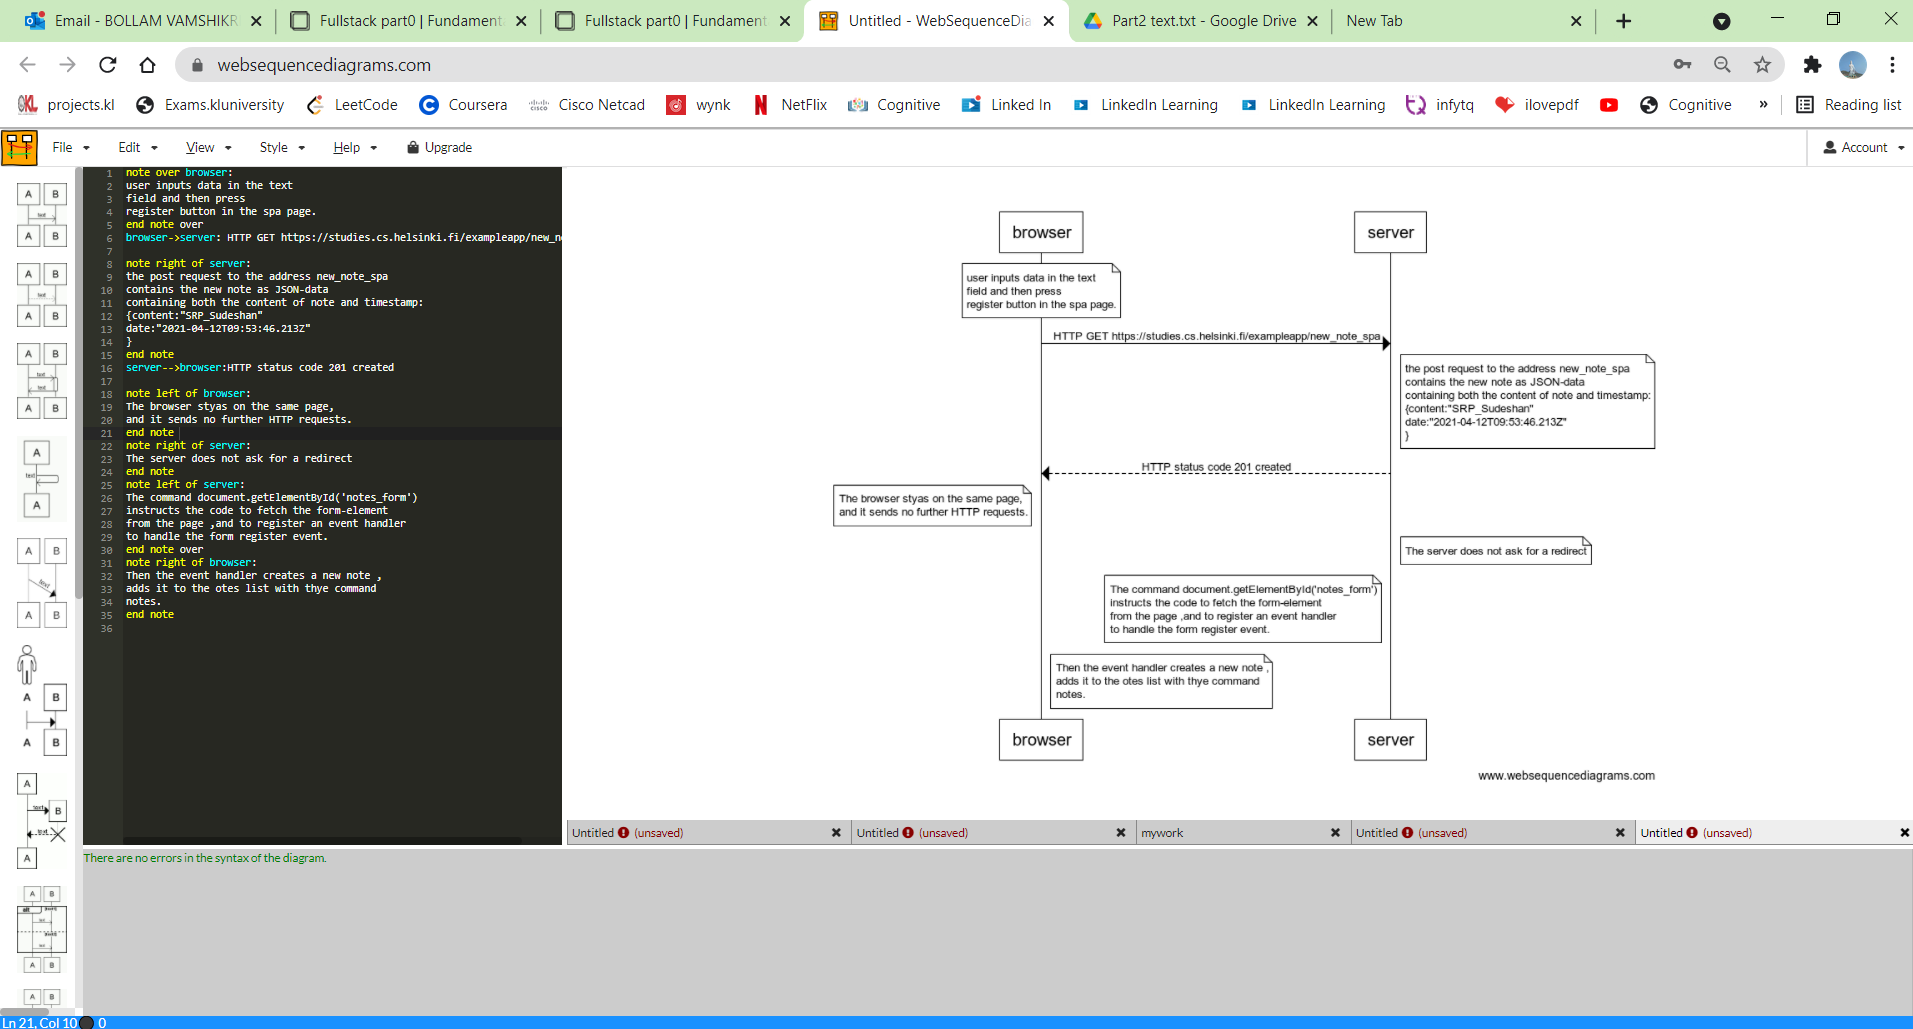 Email - BOLLAM VAMSHIKR
Fullstack part0 | Fundament
Fullstack part0 | Fundament
Untitled - WebSequenceDia
Part2 text.txt - Google Drive
New Tab
websequencediagrams.com
projects.kl
Exams.kluniversity
LeetCode
Coursera
Cisco Netcad
wynk
NetFlix
Cognitive
Linked In
LinkedIn Learning
LinkedIn Learning
infytq
ilovepdf
Cognitive
»
Reading list
File
Edit
View
Style
Help
Upgrade
Account
1 note over browser:
2 user inputs data in the text
3 field and then press
4 register button in the spa page.
5 end note over
6 browser->server: HTTP GET https://studies.cs.helsinki.fi/exampleapp/new_n
7
8 note right of server:
9 the post request to the address new_note_spa
10 contains the new note as JSON-data
11 containing both the content of note and timestamp:
12 {content:"SRP_Sudeshan"
13 date:"2021-04-12T09:53:46.213Z"
14 }
15 end note
16 server-->browser:HTTP status code 201 created
17
18 note left of browser:
19 The browser styas on the same page,
20 and it sends no further HTTP requests.
21 end note
22 note right of server:
23 The server does not ask for a redirect
24 end note
25 note left of server:
26 The command document.getElementById('notes_form')
27 instructs the code to fetch the form-element
28 from the page ,and to register an event handler
29 to handle the form register event.
30 end note over
31 note right of browser:
32 Then the event handler creates a new note ,
33 adds it to the otes list with thye command
34 notes.
35 end note
36
browser
server
user inputs data in the text
field and then press
register button in the spa page.
HTTP GET https://studies.cs.helsinki.fi/exampleapp/new_note_spa
the post request to the address new_note_spa
contains the new note as JSON-data
containing both the content of note and timestamp:
{content:"SRP_Sudeshan"
date:"2021-04-12T09:53:46.213Z"
}
HTTP status code 201 created
The browser styas on the same page,
and it sends no further HTTP requests.
The server does not ask for a redirect
The command document.getElementById('notes_form')
instructs the code to fetch the form-element
from the page ,and to register an event handler
to handle the form register event.
Then the event handler creates a new note ,
adds it to the otes list with thye command
notes.
browser
server
www.websequencediagrams.com
Untitled (unsaved)
Untitled (unsaved)
mywork
Untitled (unsaved)
Untitled (unsaved)
There are no errors in the syntax of the diagram.
Ln 21, Col 10 0